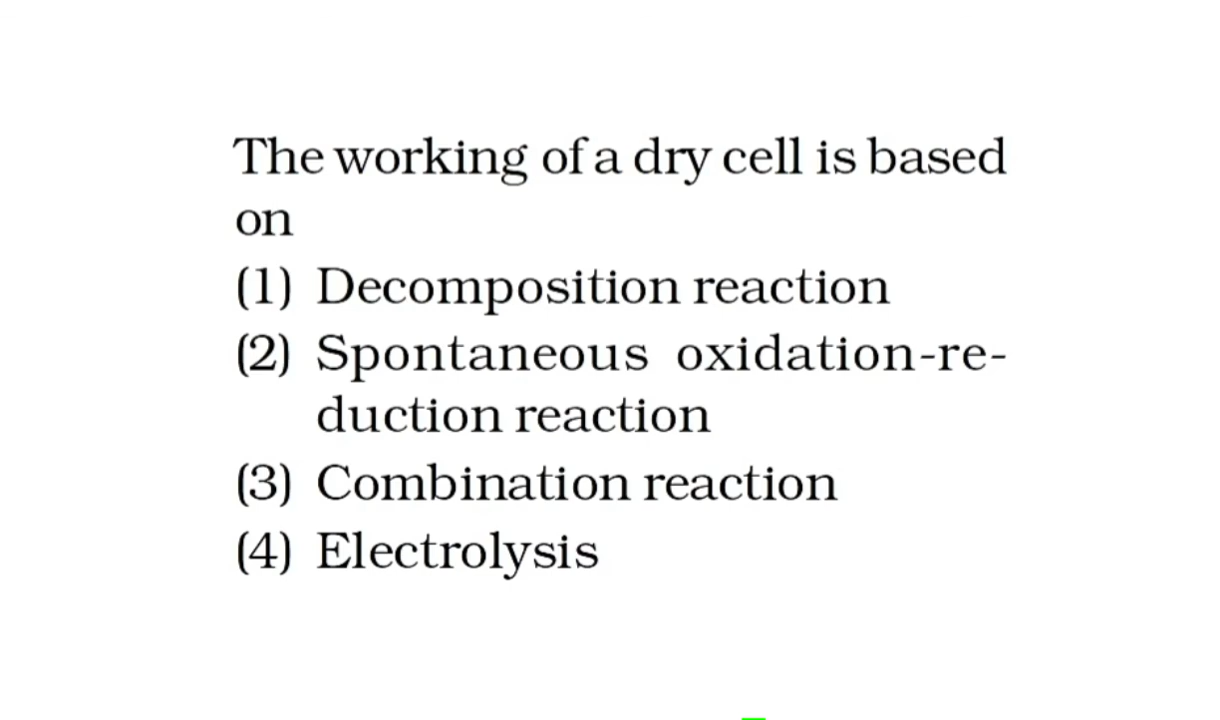 The working of a dry cell is based
on
(1) Decomposition reaction
(2) Spontaneous oxidation-re-
duction reaction
(3) Combination reaction
(4) Electrolysis